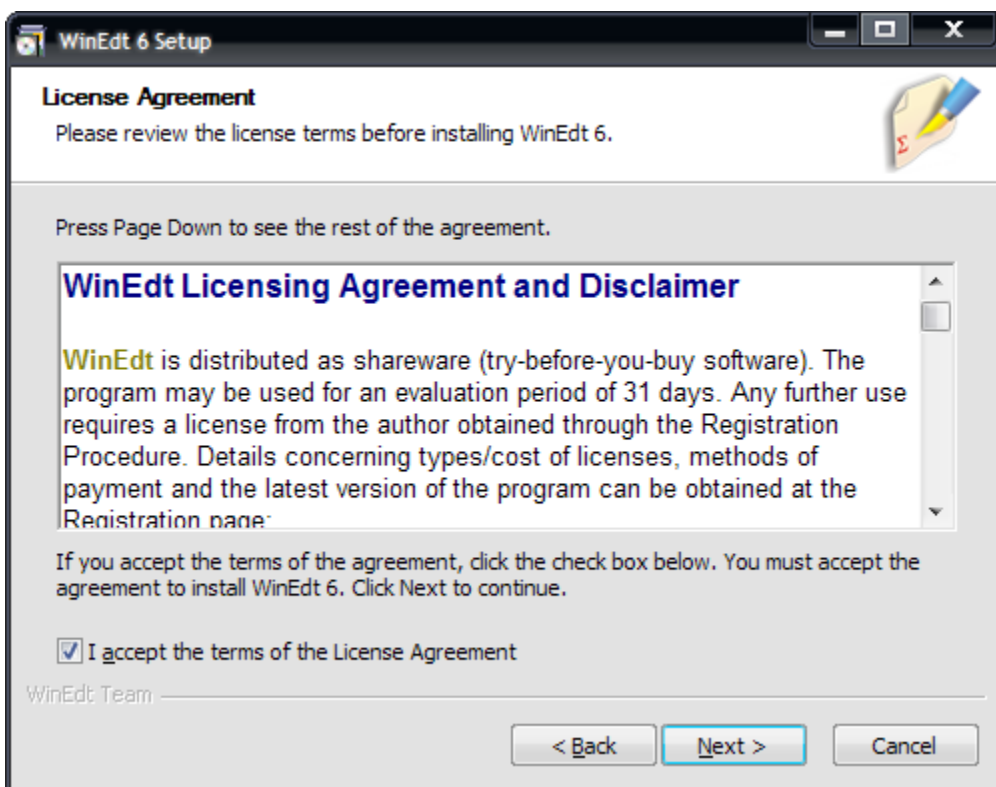 WinEdt 6 Setup
License Agreement
Please review the license terms before installing WinEdt 6.
Σ
Press Page Down to see the rest of the agreement.
WinEdt Licensing Agreement and Disclaimer
WinEdt is distributed as shareware (try-before-you-buy software). The
program may be used for an evaluation period of 31 days. Any further use
requires a license from the author obtained through the Registration
Procedure. Details concerning types/cost of licenses, methods of
payment and the latest version of the program can be obtained at the
Registration page:
If you accept the terms of the agreement, click the check box below. You must accept the
agreement to install WinEdt 6. Click Next to continue.
I accept the terms of the License Agreement
WinEdt Team
< Back Next > Cancel